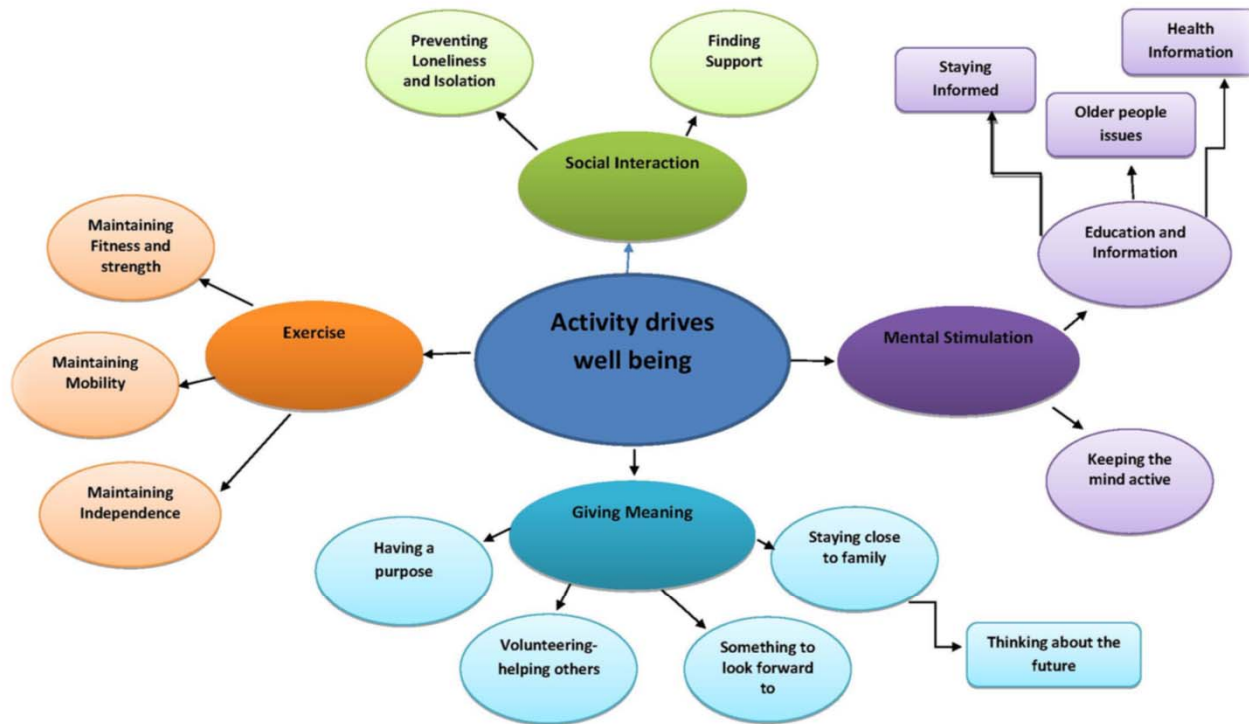 Preventing
Loneliness
and Isolation
Finding
Support
Health
Information
Staying
Informed
Older people
issues
Social Interaction
Maintaining
Fitness and
strength
Education and
Information
Activity drives
well being
Exercise
Mental Stimulation
Maintaining
Mobility
Keeping the
mind active
Maintaining
Independence
Giving Meaning
Having a
purpose
Staying close
to family
Volunteering-
helping others
Something to
look forward
to
Thinking about the
future